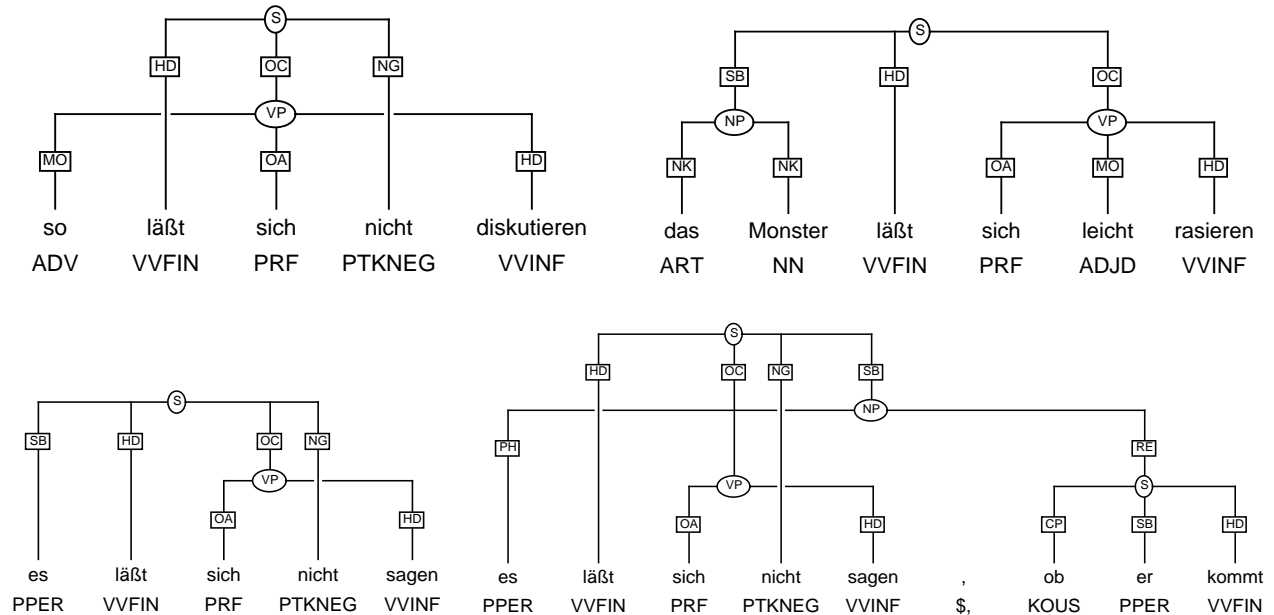 S
HD OC NG
VP
MO OA HD
so läßt sich nicht diskutieren
ADV VVFIN PRF PTKNEG VVINF
S
SB HD OC
NP VP
NK NK OA MO HD
das Monster läßt sich leicht rasieren
ART NN VVFIN PRF ADJD VVINF
S
SB HD OC NG
VP
OA HD
es läßt sich nicht sagen
PPER VVFIN PRF PTKNEG VVINF
S
HD OC NG SB
NP
PH RE
VP S
OA HD CP SB HD
es läßt sich nicht sagen , ob er kommt
PPER VVFIN PRF PTKNEG VVINF $, KOUS PPER VVFIN